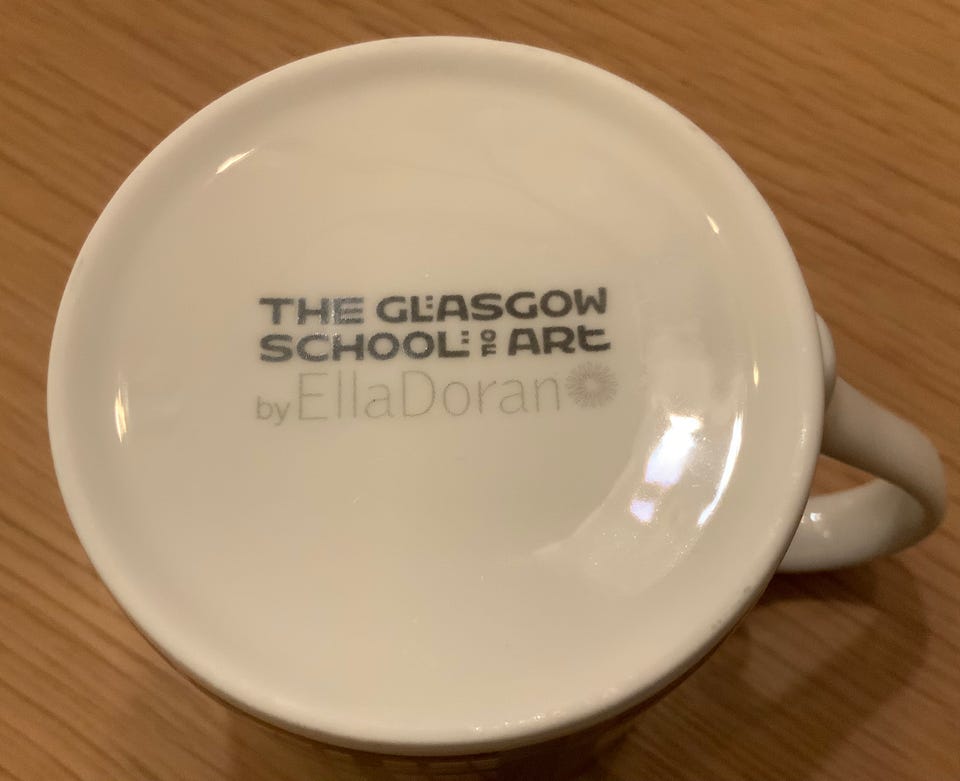 THE GLASGOW
SCHOOL: OF ART
by EllaDoran